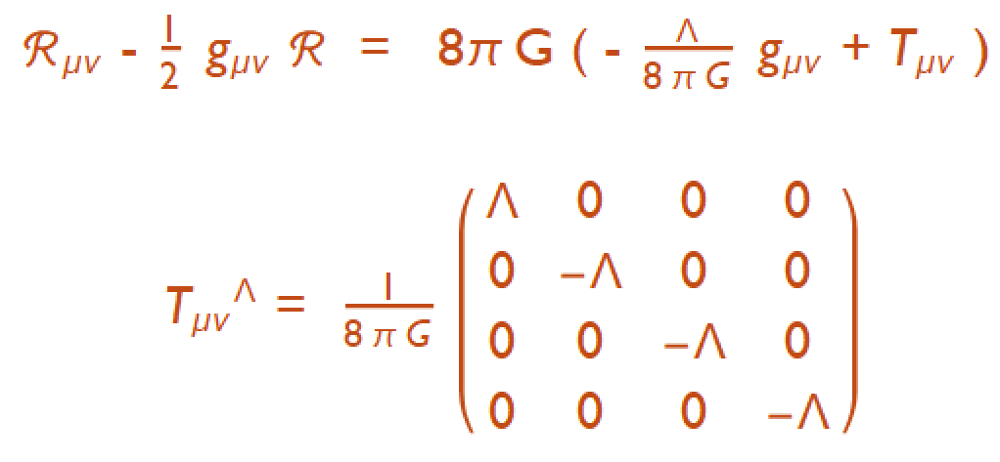 ℛμν - 1/2 gμν ℛ = 8π G ( - Λ/8 π G gμν + Tμν )
Tμν^Λ = 1/8 π G ( Λ 0 0 0
0 -Λ 0 0
0 0 -Λ 0
0 0 0 -Λ )